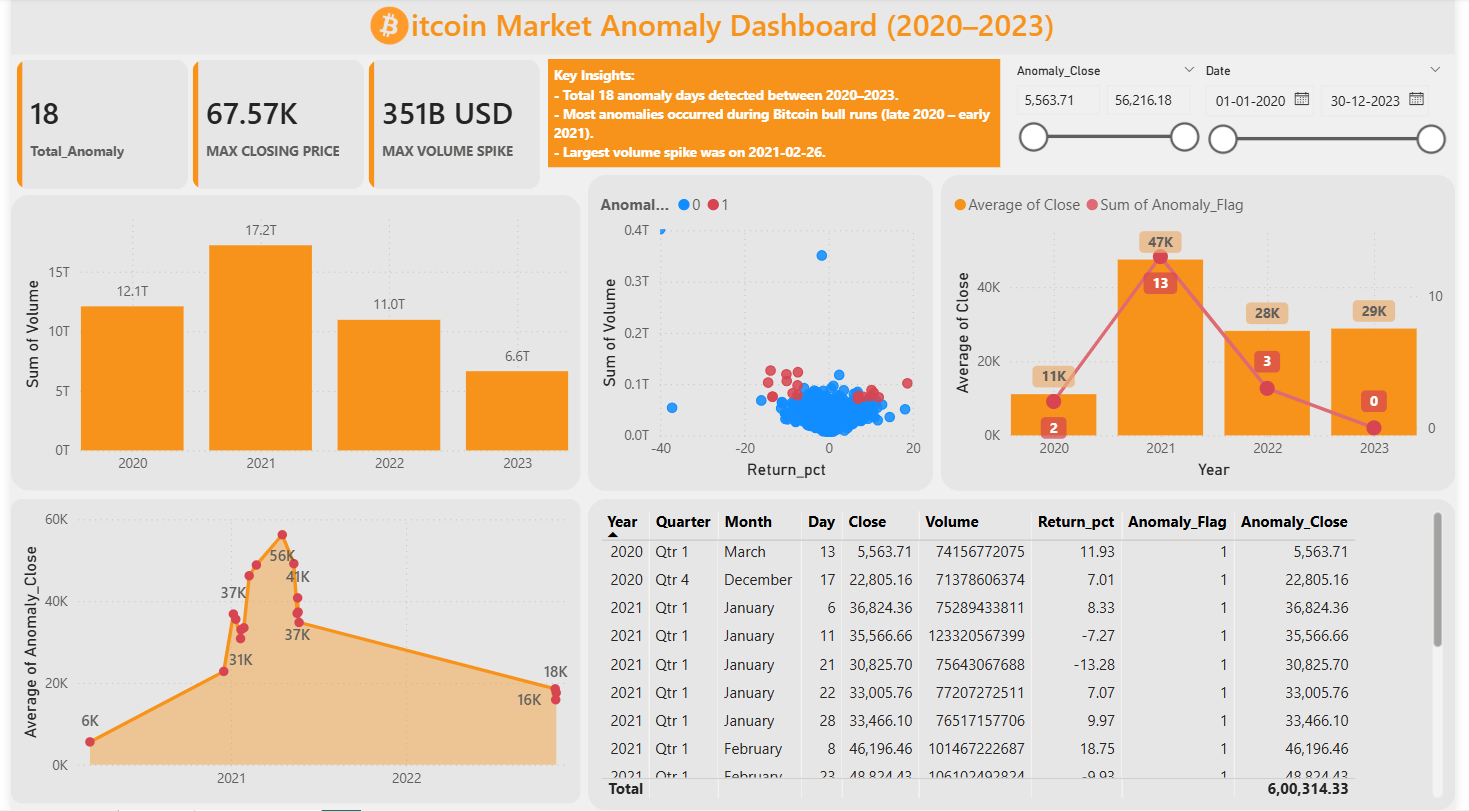 Bitcoin Market Anomaly Dashboard (2020–2023)
18
Total_Anomaly
67.57K
MAX CLOSING PRICE
351B USD
MAX VOLUME SPIKE
Key Insights:
- Total 18 anomaly days detected between 2020–2023.
- Most anomalies occurred during Bitcoin bull runs (late 2020 – early
2021).
- Largest volume spike was on 2021-02-26.
Anomaly_Close
5,563.71 56,216.18
Date
01-01-2020 30-12-2023
Sum of Volume
15T
10T
5T
0T
12.1T
17.2T
11.0T
6.6T
2020 2021 2022 2023
Anomal... 0 1
Sum of Volume
0.4T
0.3T
0.2T
0.1T
0.0T
-40 -20 0 20
Return_pct
Average of Close Sum of Anomaly_Flag
Average of Close
40K
20K
0K
10
0
11K
47K
28K
29K
2
13
3
0
2020 2021 2022 2023
Year
Average of Anomaly_Close
60K
40K
20K
0K
6K
31K
37K
56K
41K
37K
18K
16K
2021 2022
Year Quarter Month Day Close Volume Return_pct Anomaly_Flag Anomaly_Close
2020 Qtr 1 March 13 5,563.71 74156772075 11.93 1 5,563.71
2020 Qtr 4 December 17 22,805.16 71378606374 7.01 1 22,805.16
2021 Qtr 1 January 6 36,824.36 75289433811 8.33 1 36,824.36
2021 Qtr 1 January 11 35,566.66 123320567399 -7.27 1 35,566.66
2021 Qtr 1 January 21 30,825.70 75643067688 -13.28 1 30,825.70
2021 Qtr 1 January 22 33,005.76 77207272511 7.07 1 33,005.76
2021 Qtr 1 January 28 33,466.10 76517157706 9.97 1 33,466.10
2021 Qtr 1 February 8 46,196.46 101467222687 18.75 1 46,196.46
2021 Qtr 1 February 23 48,824.43 106102492824 -9.93 1 48,824.43
Total 6,00,314.33